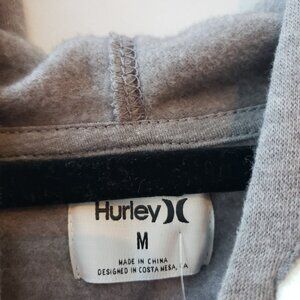 Hurley
M
MADE IN CHINA
DESIGNED IN COSTA MESA, CA